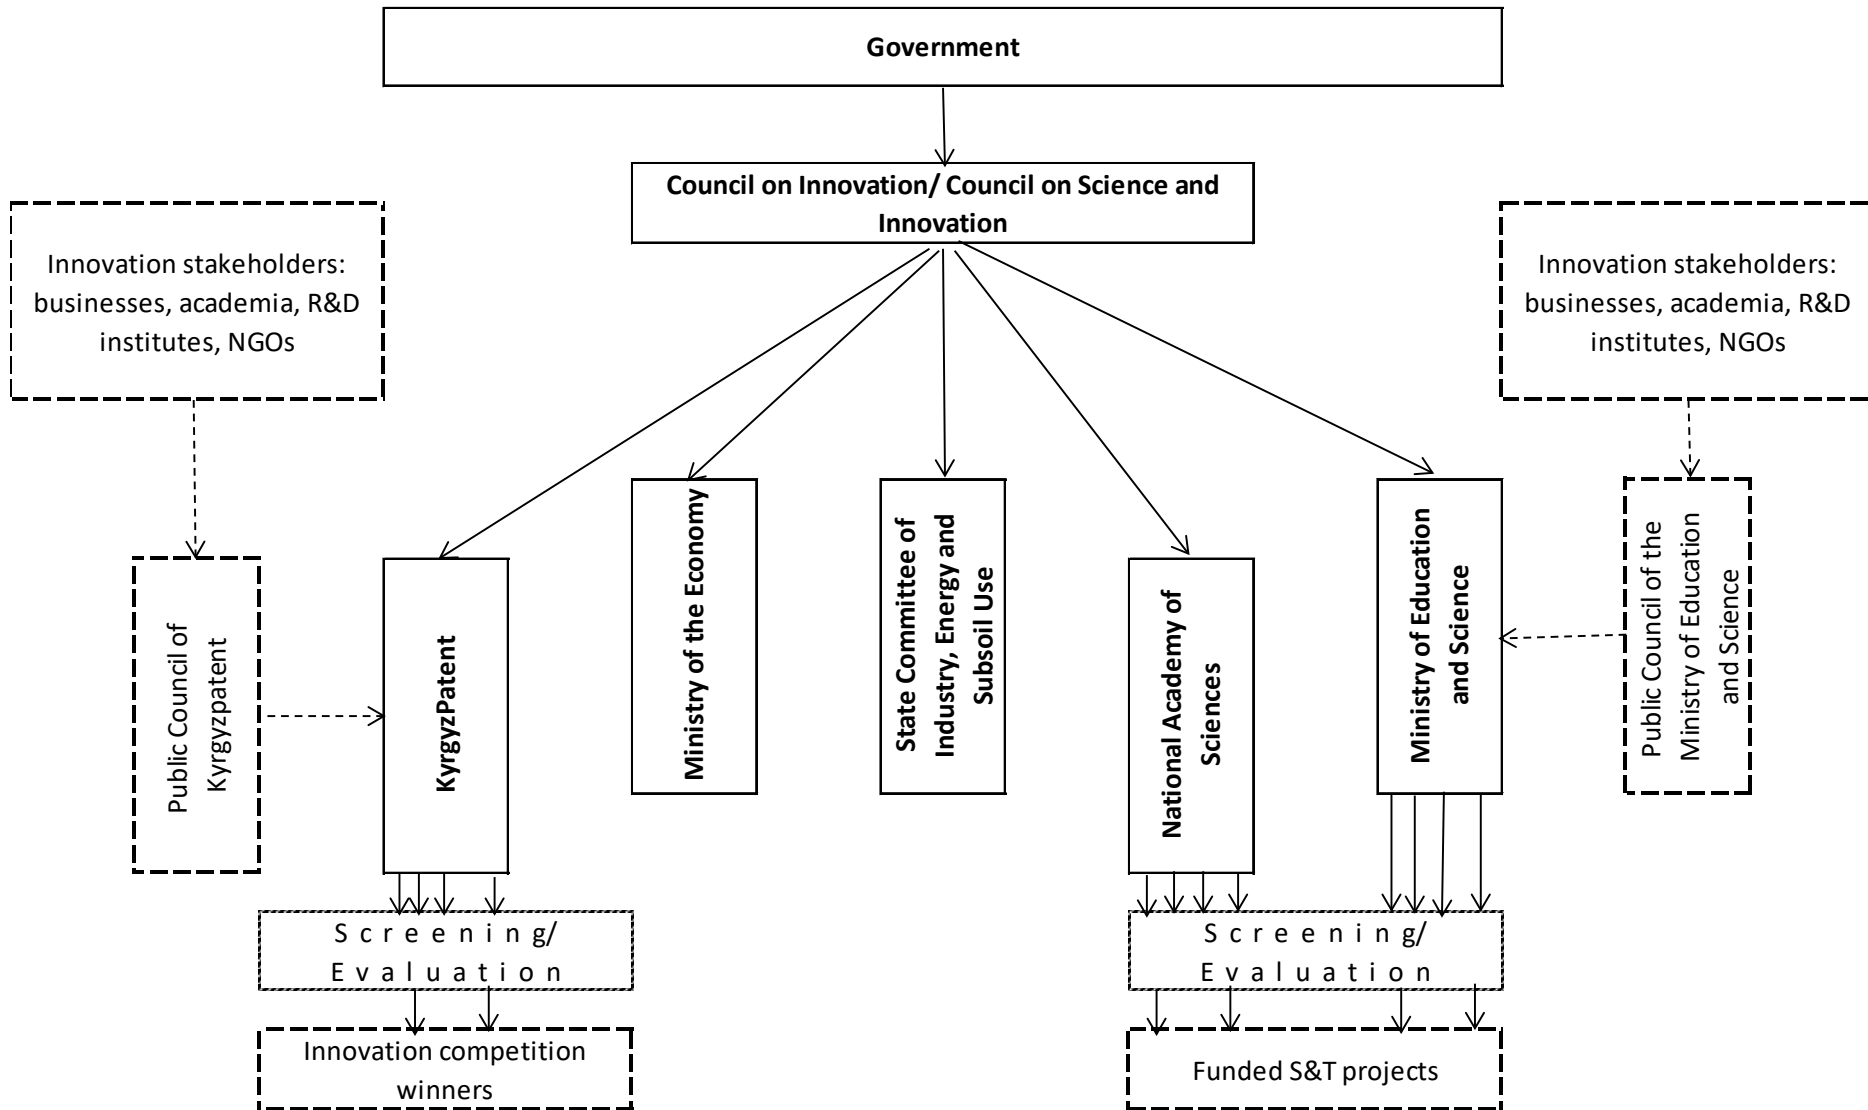 Government
Council on Innovation/ Council on Science and
Innovation
Innovation stakeholders:
businesses, academia, R&D
institutes, NGOs
Innovation stakeholders:
businesses, academia, R&D
institutes, NGOs
Public Council of
Kyrgyzpatent
KyrgyzPatent
Ministry of the Economy
State Committee of
Industry, Energy and
Subsoil Use
National Academy of
Sciences
Ministry of Education
and Science
Public Council of the
Ministry of Education
and Science
S c r e e n i n g/
E v a l u a t i o n
S c r e e n i n g/
E v a l u a t i o n
Innovation competition
winners
Funded S&T projects